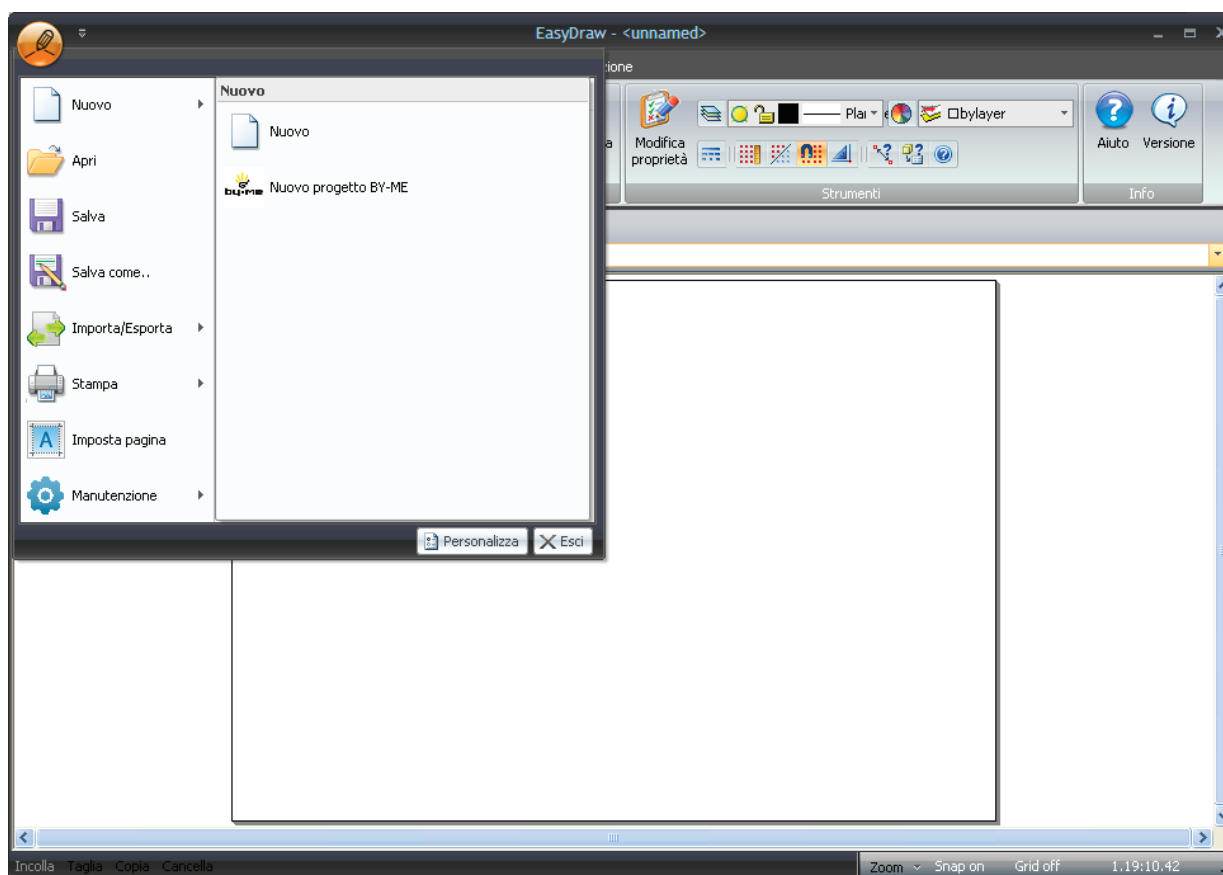 EasyDraw - <unnamed>
ione
Nuovo
Apri
Salva
Salva come..
Importa/Esporta
Stampa
Imposta pagina
Manutenzione
Nuovo
Nuovo
by-me Nuovo progetto BY-ME
Personalizza
Esci
a
Modifica
proprietà
bylayer
Strumenti
Aiuto
Versione
Info
Incolla Taglia Copia Cancella
Zoom Snap on Grid off 1.19:10.42